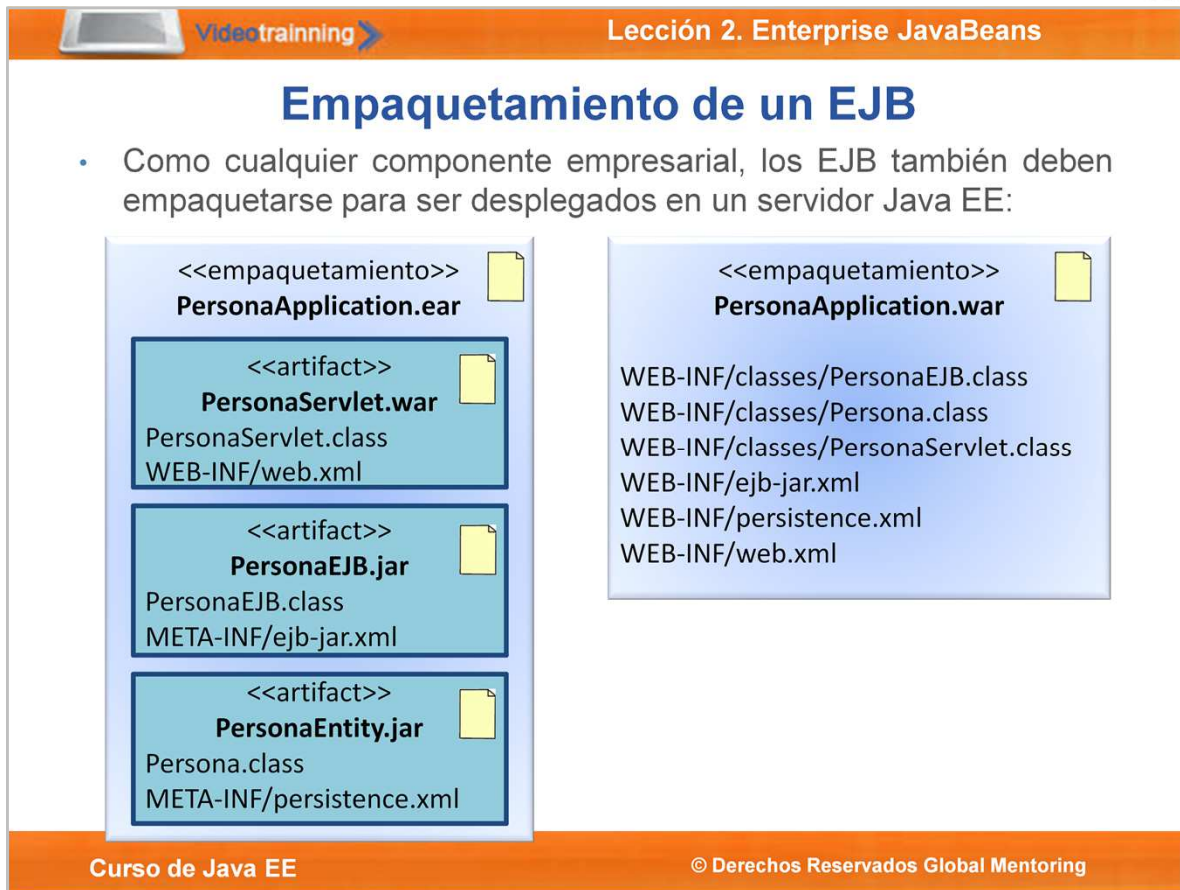 Videotrainning
Lección 2. Enterprise JavaBeans
Empaquetamiento de un EJB
• Como cualquier componente empresarial, los EJB también deben
empaquetarse para ser desplegados en un servidor Java EE:
<<empaquetamiento>>
PersonaApplication.ear
<<artifact>>
PersonaServlet.war
PersonaServlet.class
WEB-INF/web.xml
<<artifact>>
PersonaEJB.jar
PersonaEJB.class
META-INF/ejb-jar.xml
<<artifact>>
PersonaEntity.jar
Persona.class
META-INF/persistence.xml
<<empaquetamiento>>
PersonaApplication.war
WEB-INF/classes/PersonaEJB.class
WEB-INF/classes/Persona.class
WEB-INF/classes/PersonaServlet.class
WEB-INF/ejb-jar.xml
WEB-INF/persistence.xml
WEB-INF/web.xml
Curso de Java EE
© Derechos Reservados Global Mentoring